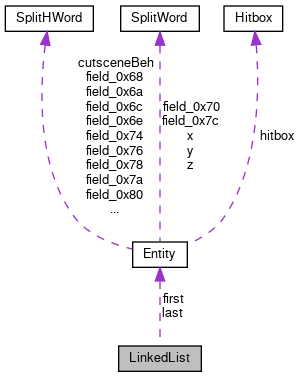 SplitHWord
SplitWord
Hitbox
cutsceneBeh
field_0x68
field_0x6a
field_0x6c
field_0x6e
field_0x74
field_0x76
field_0x78
field_0x7a
field_0x80
...
field_0x70
field_0x7c
x
y
z
hitbox
Entity
first
last
LinkedList